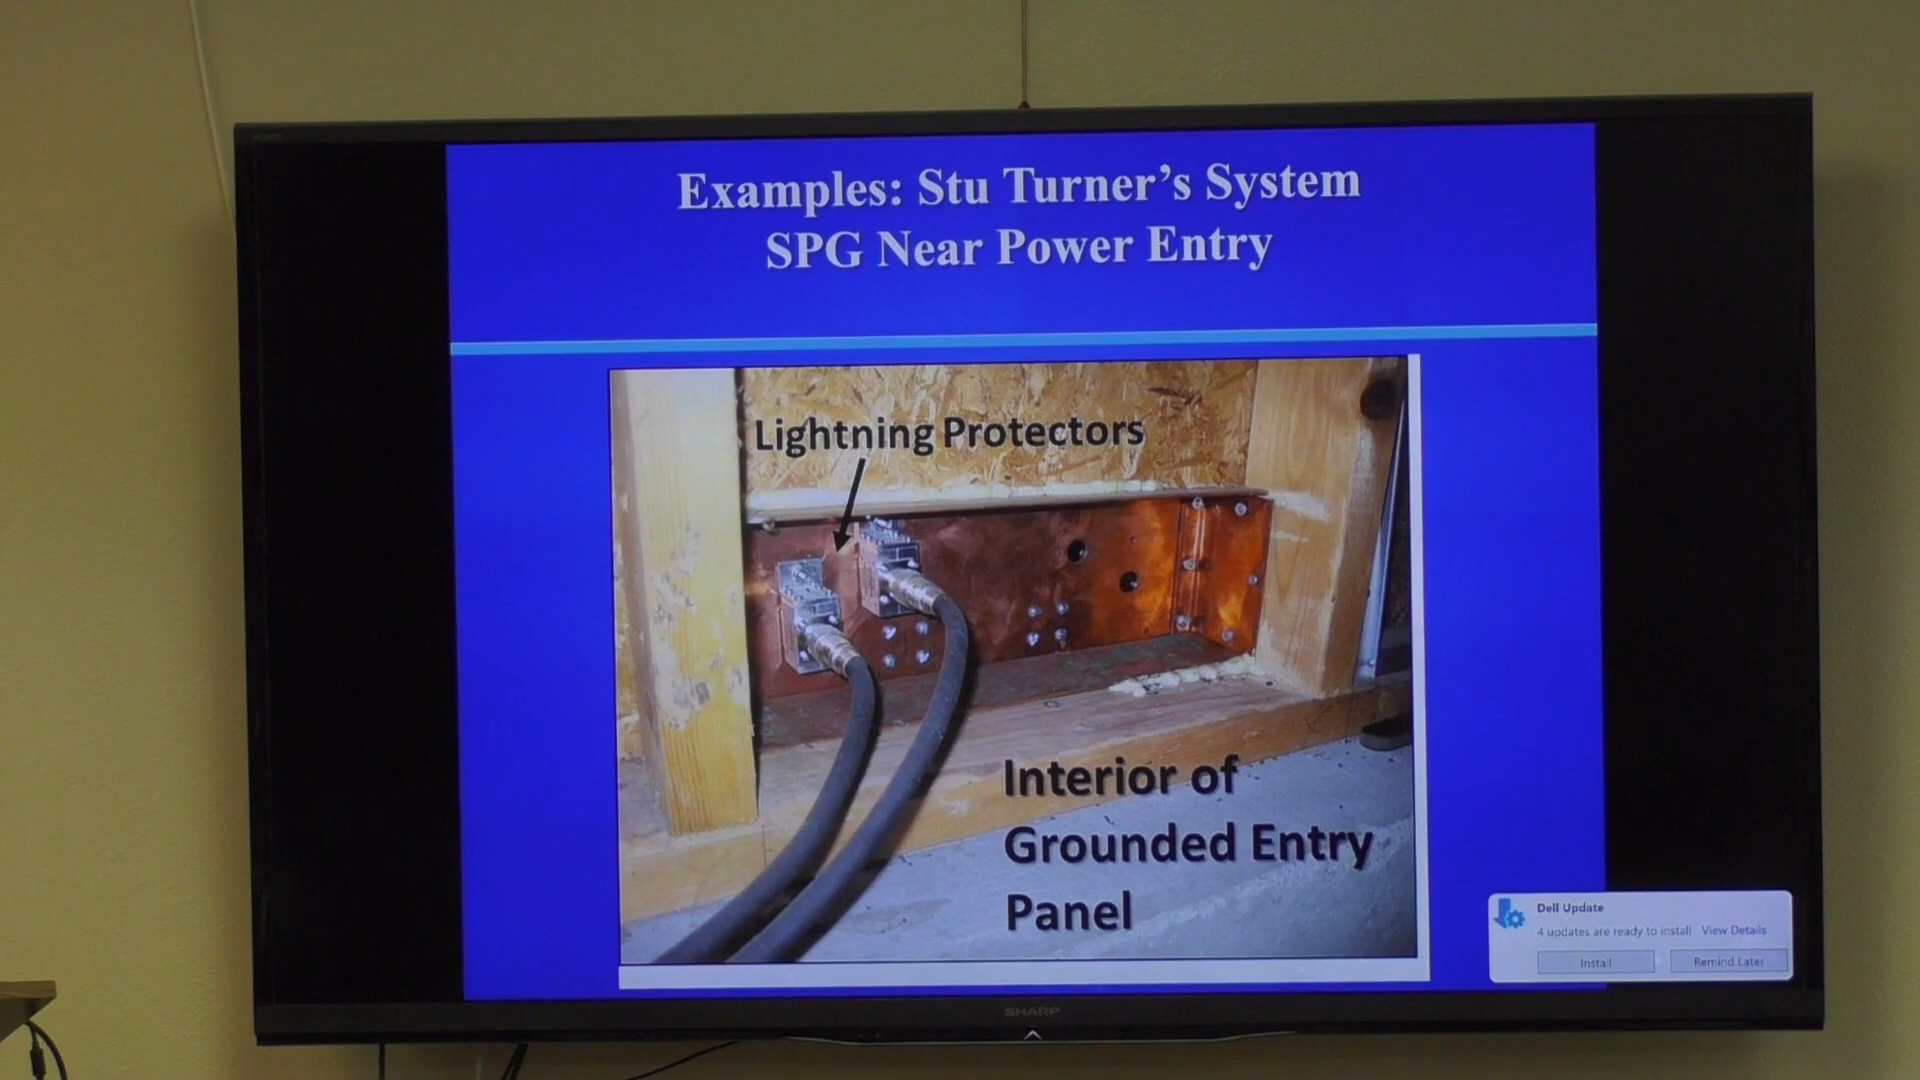 Examples: Stu Turner's System
SPG Near Power Entry
Lightning Protectors
Interior of
Grounded Entry
Panel
Dell Update
4 updates are ready to install View Details
Install Remind Later
SHARP